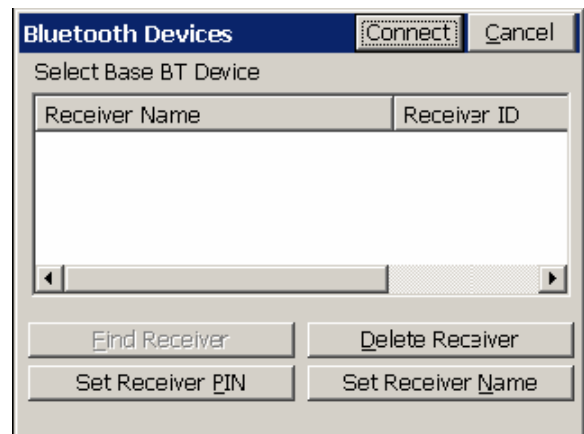 Bluetooth Devices Connect Cancel
Select Base BT Device
Receiver Name Receiver ID
Find Receiver Delete Receiver
Set Receiver PIN Set Receiver Name